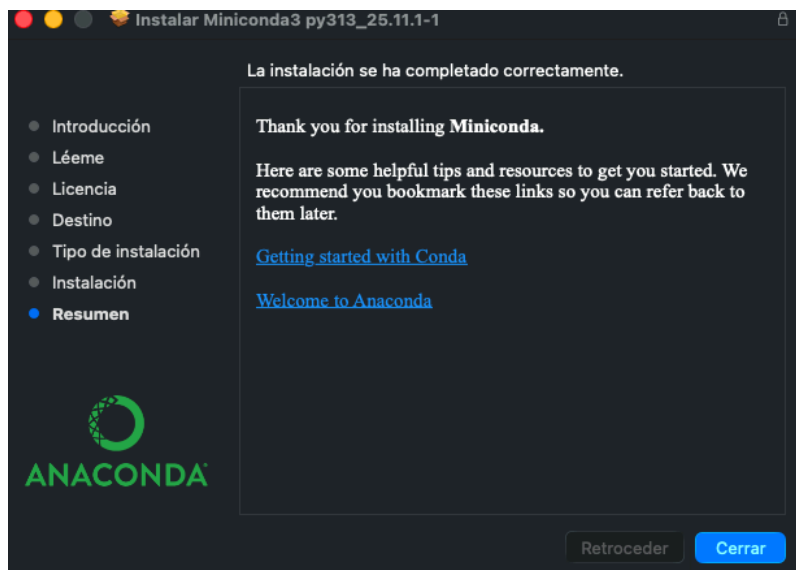 Instalar Miniconda3 py313_25.11.1-1
La instalación se ha completado correctamente.
Introducción
Léeme
Licencia
Destino
Tipo de instalación
Instalación
Resumen
Thank you for installing Miniconda.
Here are some helpful tips and resources to get you started. We
recommend you bookmark these links so you can refer back to
them later.
Getting started with Conda
Welcome to Anaconda
ANACONDA
Retroceder
Cerrar